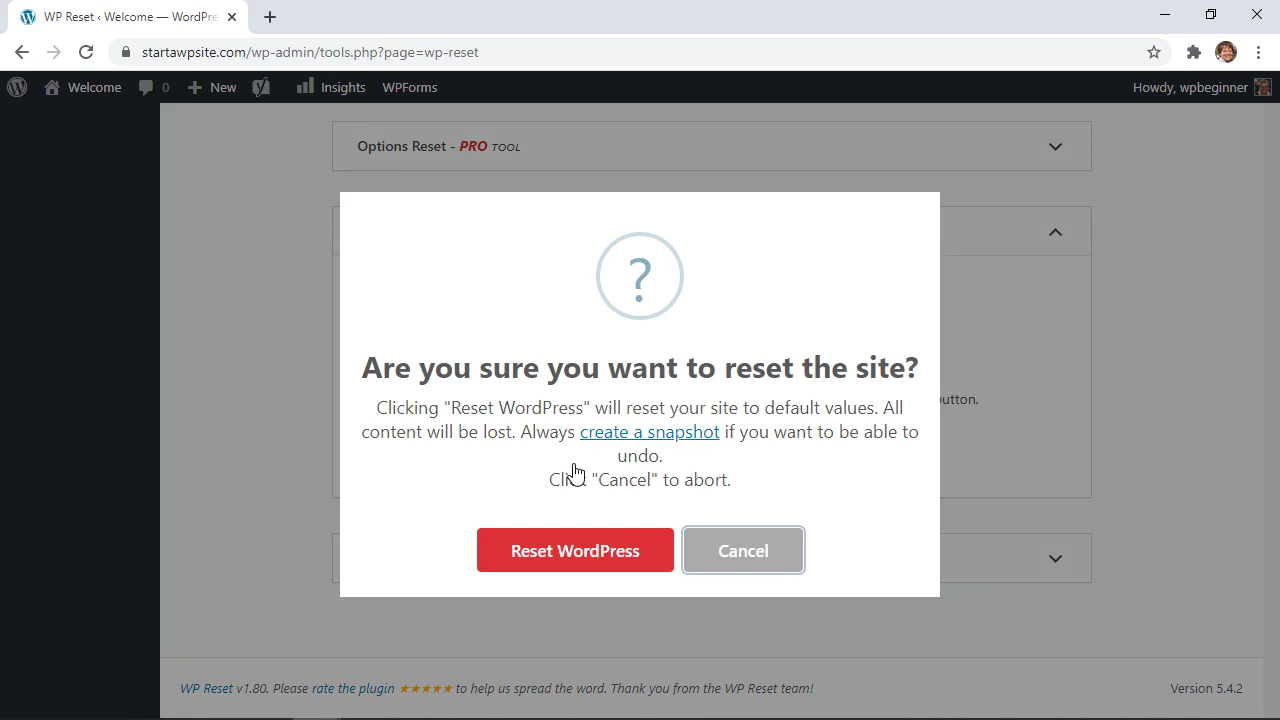 WP Reset ‹ Welcome — WordPre
startawpsite.com/wp-admin/tools.php?page=wp-reset
Welcome 0 New Insights WPForms Howdy, wpbeginner
Options Reset - PRO TOOL
?
Are you sure you want to reset the site?
Clicking "Reset WordPress" will reset your site to default values. All
content will be lost. Always create a snapshot if you want to be able to
undo.
"Cancel" to abort.
utton.
Reset WordPress Cancel
WP Reset v1.80. Please rate the plugin ★★★★★ to help us spread the word. Thank you from the WP Reset team! Version 5.4.2